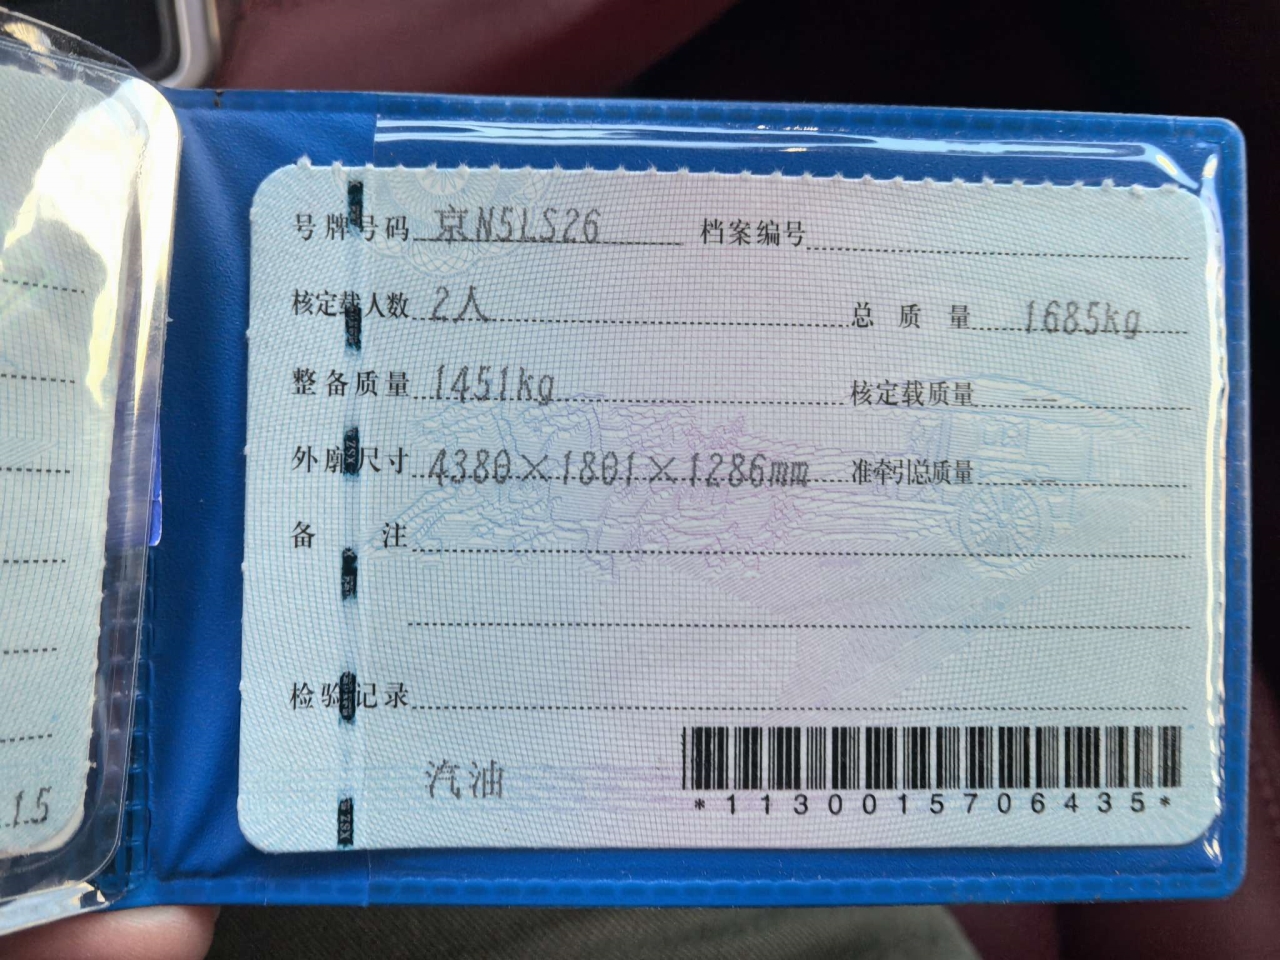 号牌号码 京N5LS26 档案编号
核定载人数 2人 总质量 1685kg
整备质量 1451kg 核定载质量 --
外廓尺寸 4380×1801×1286mm 准牵引总质量 --
备注
检验记录
汽油
*1130015706435*
1.5